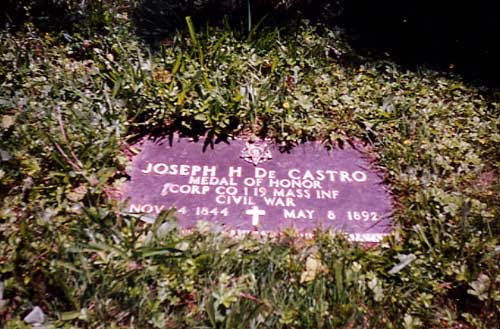 JOSEPH H DE CASTRO
MEDAL OF HONOR
CORP CO I 19 MASS INF
CIVIL WAR
NOV 14 1844 MAY 8 1892